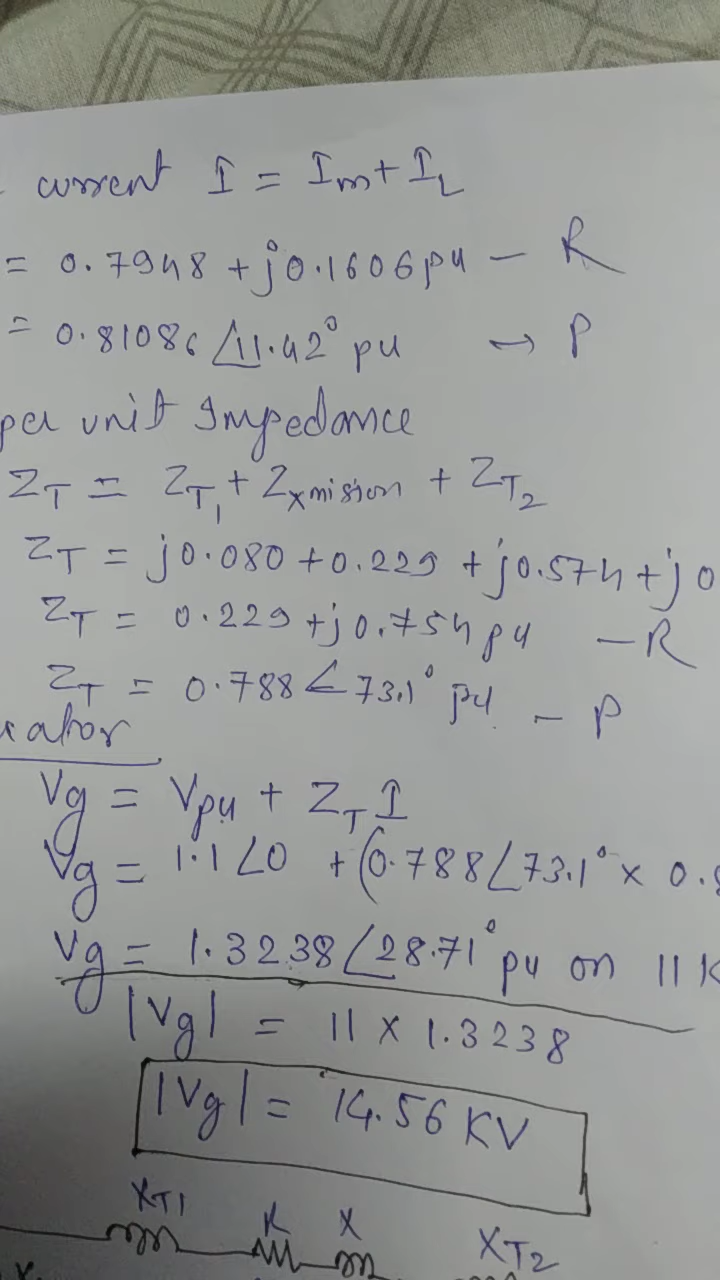 current I = Im + IL
= 0.7948 + j0.1606 pu - R
= 0.81086 ∠11.42° pu → P
per unit Impedance
ZT = ZT1 + Zxmission + ZT2
ZT = j0.080 + 0.229 + j0.574 + j0
ZT = 0.229 + j0.754 pu - R
ZT = 0.788 ∠73.1° pu - P
rator
Vg = Vpu + ZT I
Vg = 1.1 ∠0 + (0.788 ∠73.1° × 0.8
Vg = 1.3238 ∠28.71° pu on 11 K
|Vg| = 11 × 1.3238
|Vg| = 14.56 KV
XT1 R X XT2